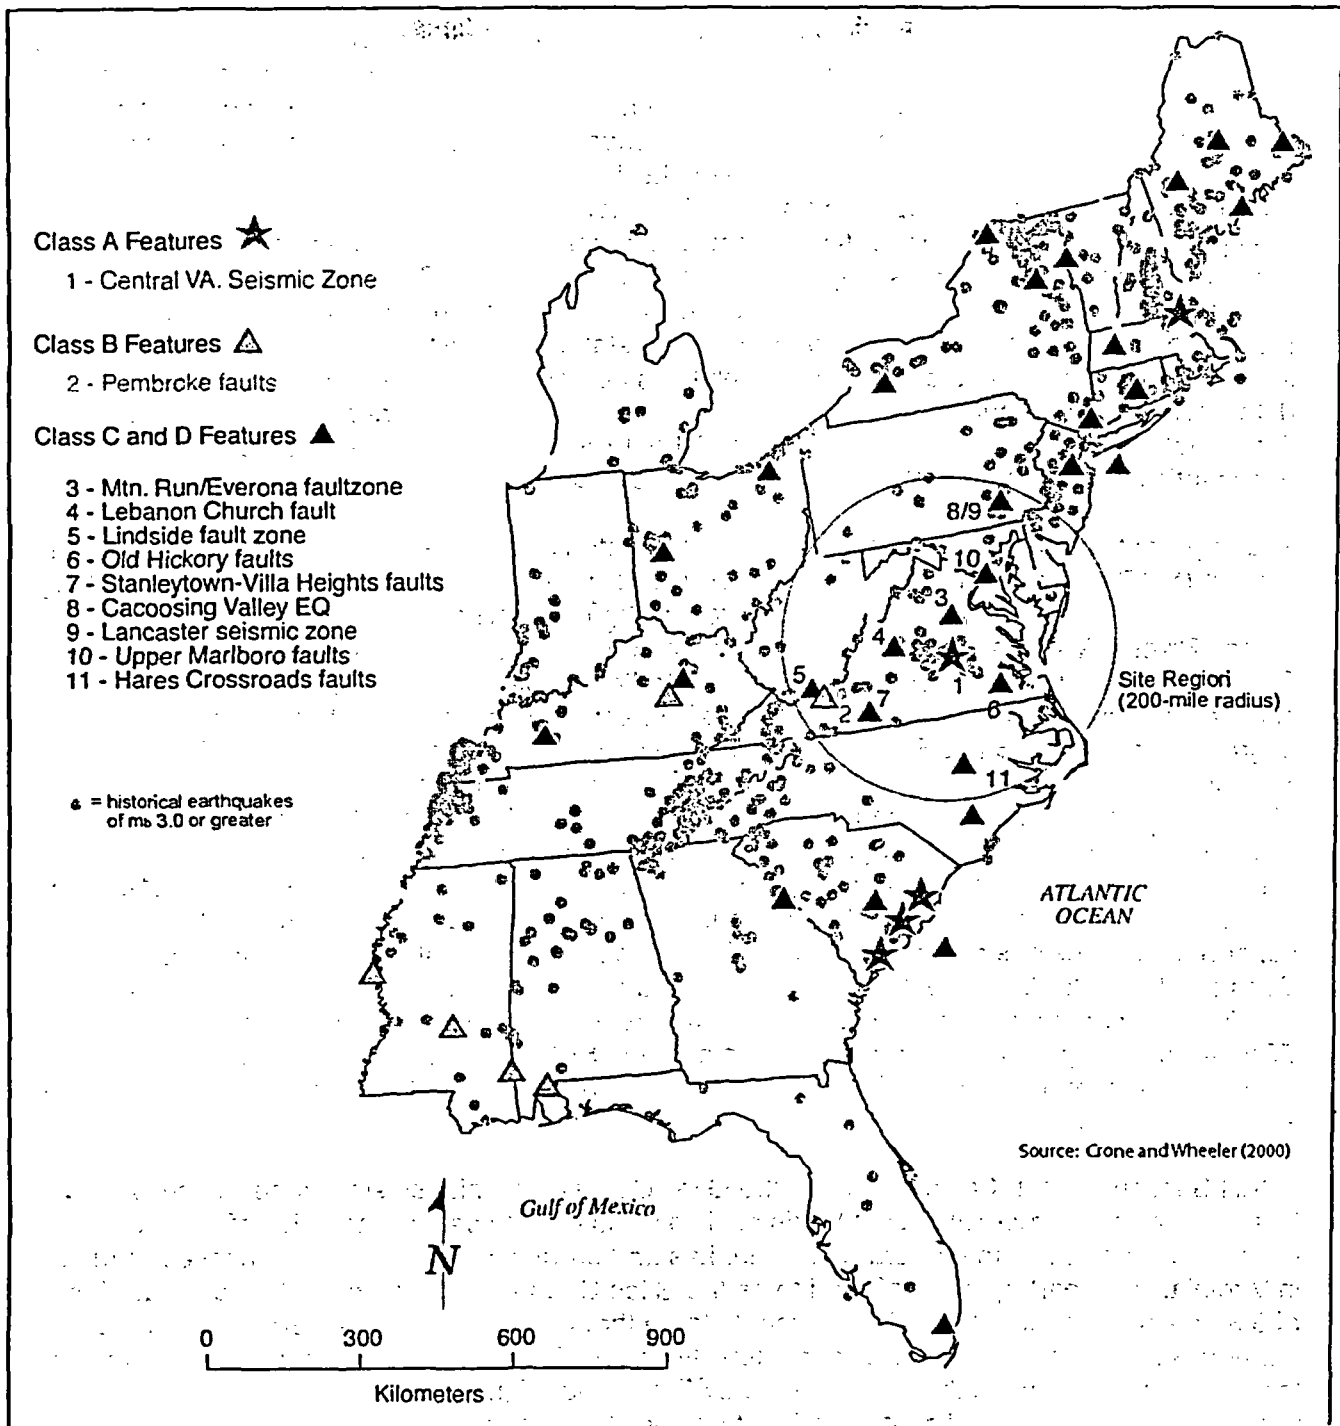 Class A Features
1 - Central VA. Seismic Zone
Class B Features
2 - Pembroke faults
Class C and D Features
3 - Mtn. Run/Everona faultzone
4 - Lebanon Church fault
5 - Lindside fault zone
6 - Old Hickory faults
7 - Stanleytown-Villa Heights faults
8 - Cacoosing Valley EQ
9 - Lancaster seismic zone
10 - Upper Marlboro faults
11 - Hares Crossroads faults
= historical earthquakes
of mb 3.0 or greater
8/9
10
3
4
5
2
7
1
6
11
Site Region
(200-mile radius)
ATLANTIC
OCEAN
Source: Crone and Wheeler (2000)
Gulf of Mexico
N
0 300 600 900
Kilometers